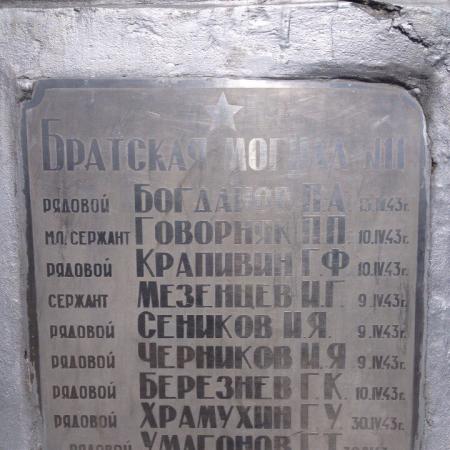 Братская могила №11
рядовой Богданов П.А. 13.IV.43г.
мл. сержант Говорняк П.П. 10.IV.43г.
рядовой Крапивин Г.Ф 10.IV.43г.
сержант Мезенцев И.Г. 9.IV.43г.
рядовой Сеников И.Я. 9.IV.43г.
рядовой Черников И.Я 9.IV.43г.
рядовой Березнев Г.К. 10.IV.43г.
рядовой Храмухин Г.У. 30.IV.43г.
рядовой Умагонов Г.Т.